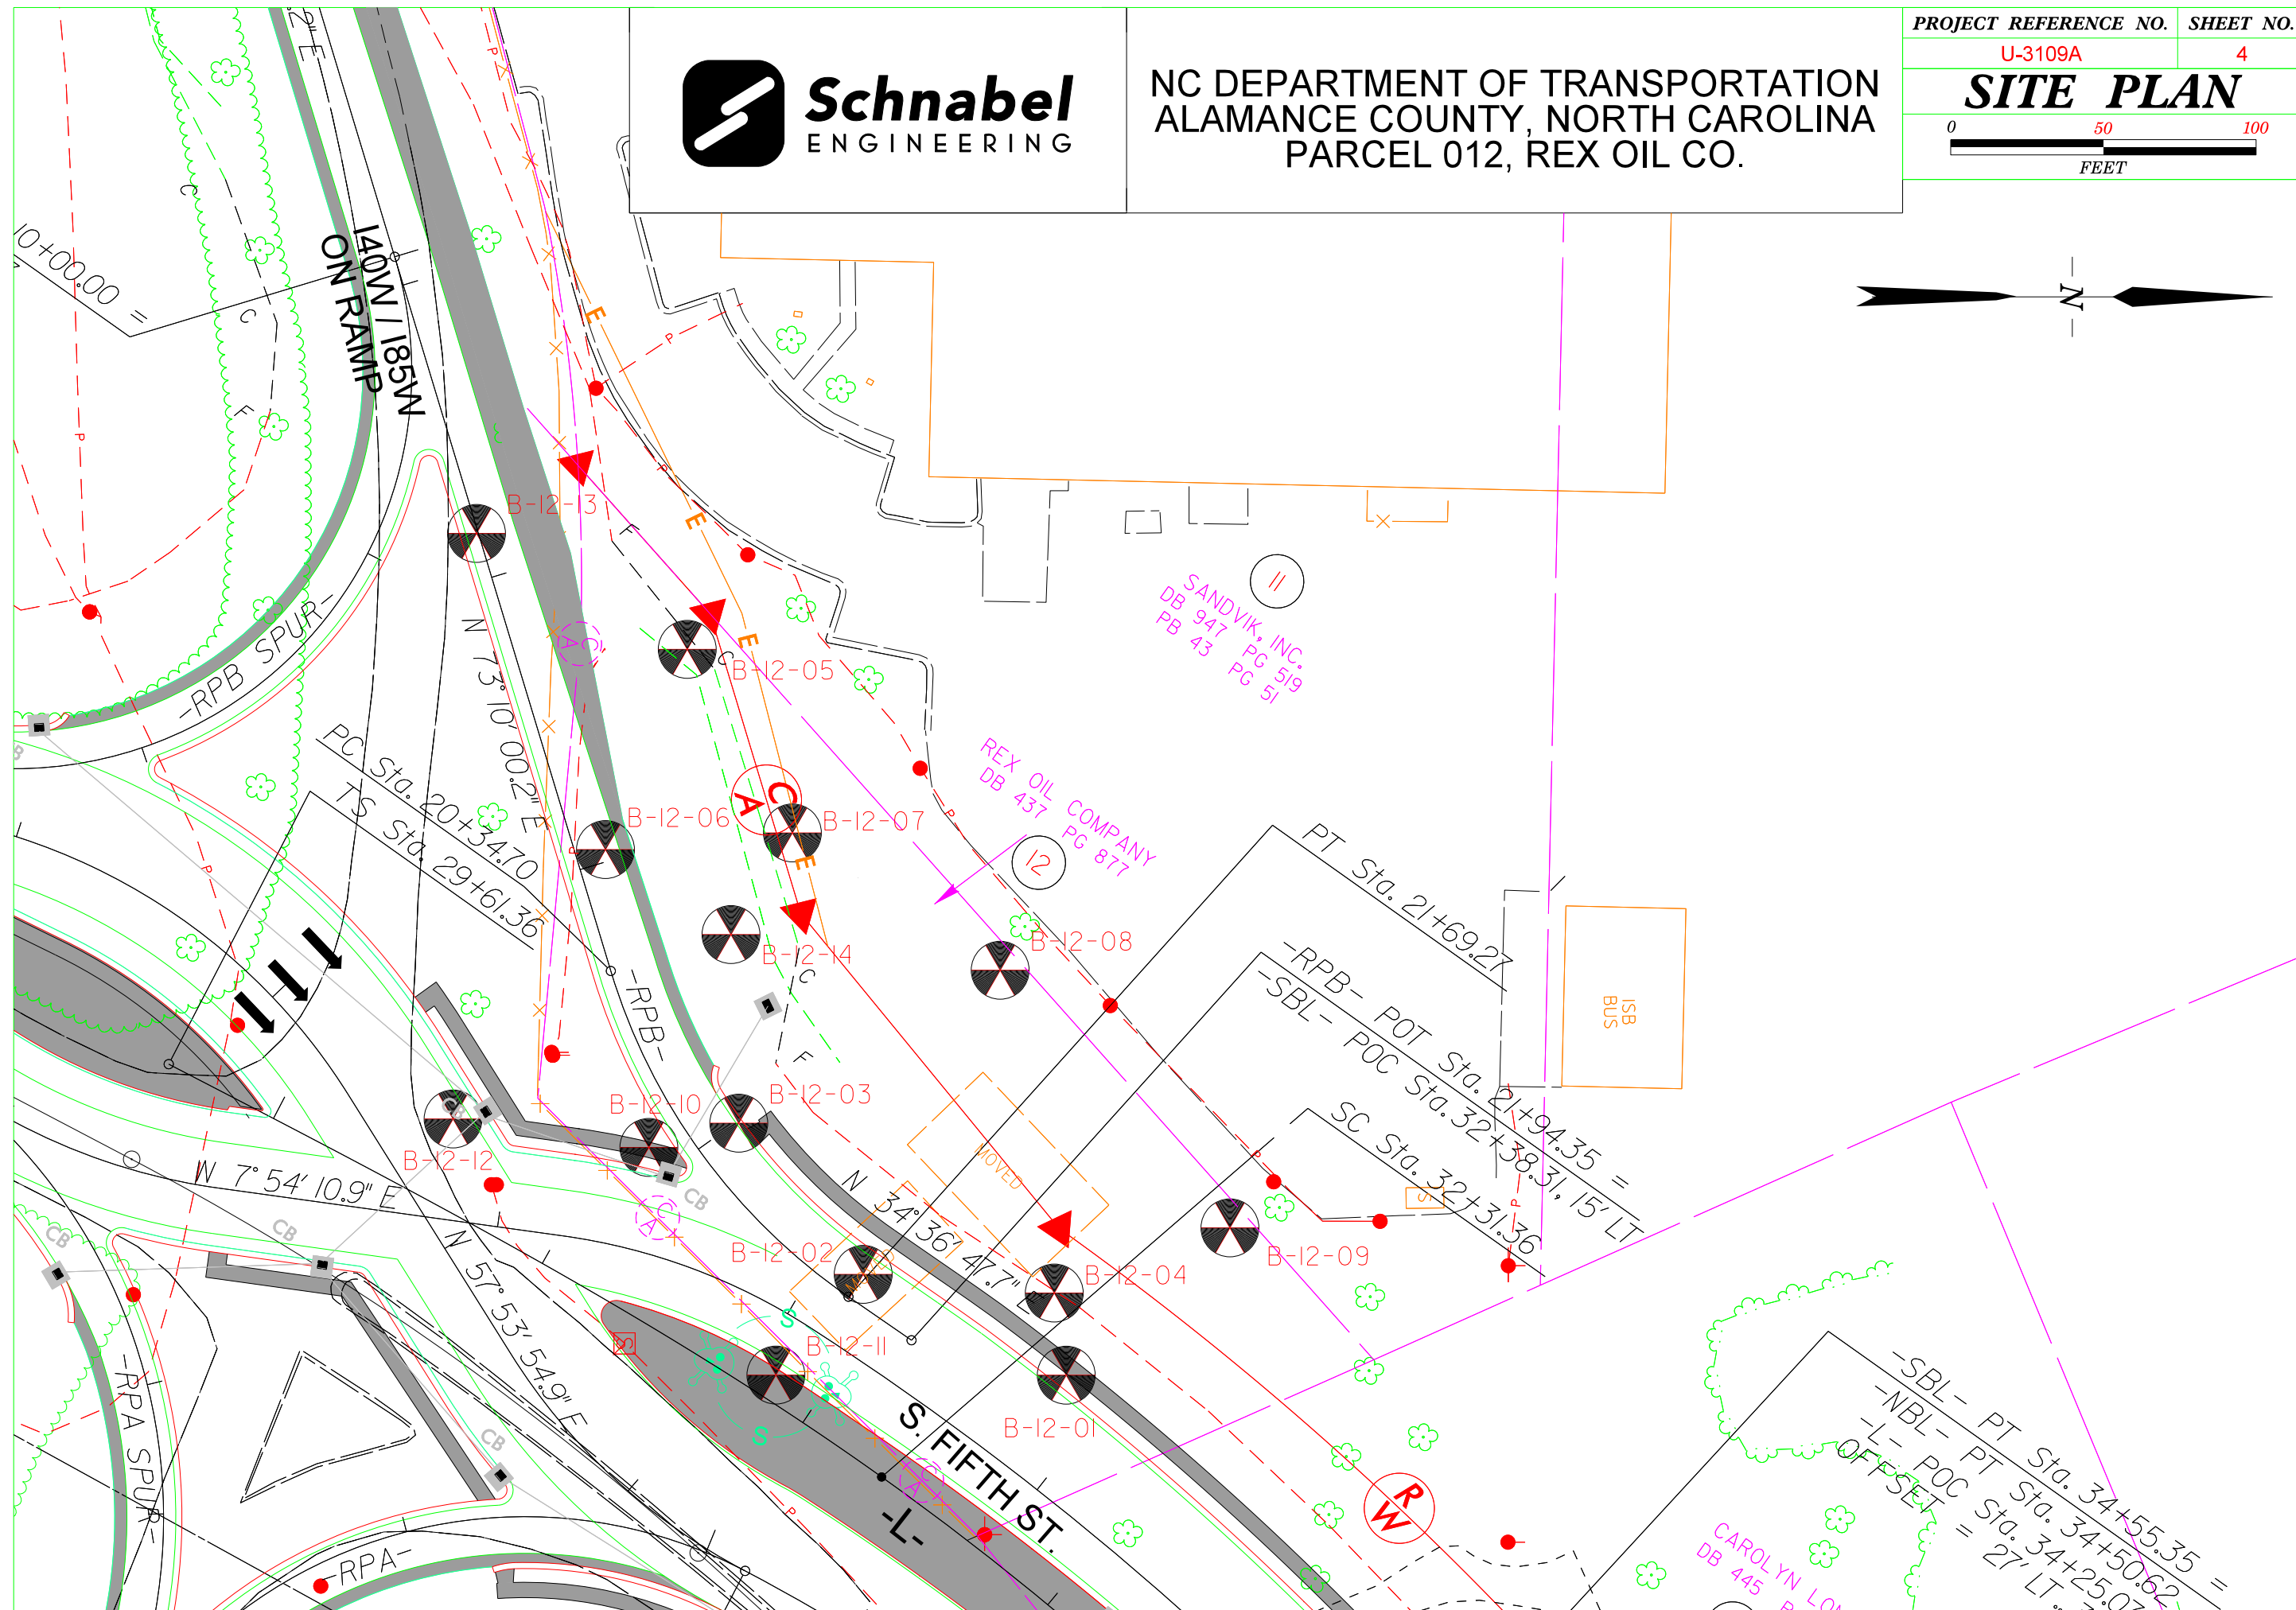 Schnabel
ENGINEERING
NC DEPARTMENT OF TRANSPORTATION
ALAMANCE COUNTY, NORTH CAROLINA
PARCEL 012, REX OIL CO.
PROJECT REFERENCE NO.
SHEET NO.
U-3109A
4
SITE PLAN
0 50 100
FEET
N
10+00.00 =
I40W / I85W
ON RAMP
-RPB SPUR-
N 73° 10' 00.2" E
PC Sta. 20+34.70
TS Sta. 29+61.36
-RPB-
B-12-13
B-12-05
B-12-06
B-12-07
B-12-14
B-12-08
B-12-03
B-12-10
B-12-12
B-12-02
B-12-04
B-12-09
B-12-11
B-12-01
11
SANDVIK, INC.
DB 947 PG 519
PB 43 PG 51
REX OIL COMPANY
DB 437 PG 877
12
PT Sta. 21+69.27
-RPB- POT Sta. 21+94.35 =
-SBL- POC Sta. 32+38.31, 15' LT
SC Sta. 32+31.36
ISB
BUS
MOVED
N 7° 54' 10.9" E
N 57° 53' 54.9" E
N 34° 36' 47.7" E
CB
CB
CB
CB
CB
C
A
E
E
E
E
S
S
R
W
S. FIFTH ST.
-L-
-RPA SPUR-
-RPA-
-SBL- PT Sta. 34+55.35 =
-NBL- PT Sta. 34+50.62
-L- POC Sta. 34+25.07
OFFSET = 27' LT.
CAROLYN
DB 445